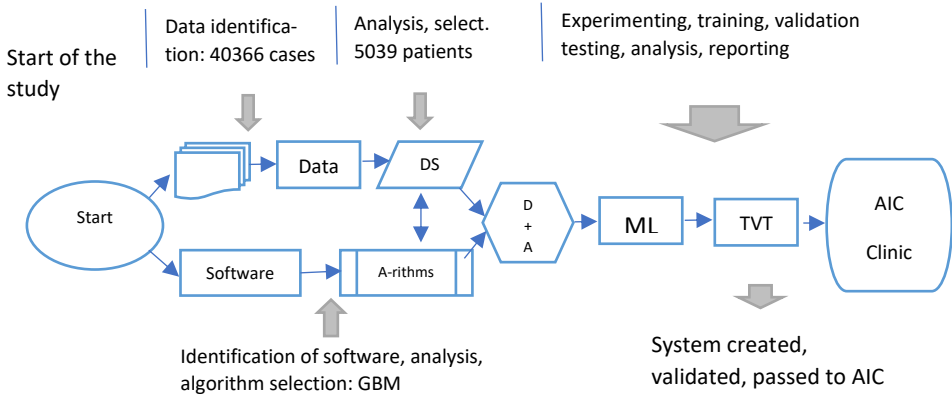 Start of the
study
Data identifica-
tion: 40366 cases
Analysis, select.
5039 patients
Experimenting, training, validation
testing, analysis, reporting
Start
Data
DS
Software
A-rithms
D
+
A
ML
TVT
AIC
Clinic
Identification of software, analysis,
algorithm selection: GBM
System created,
validated, passed to AIC